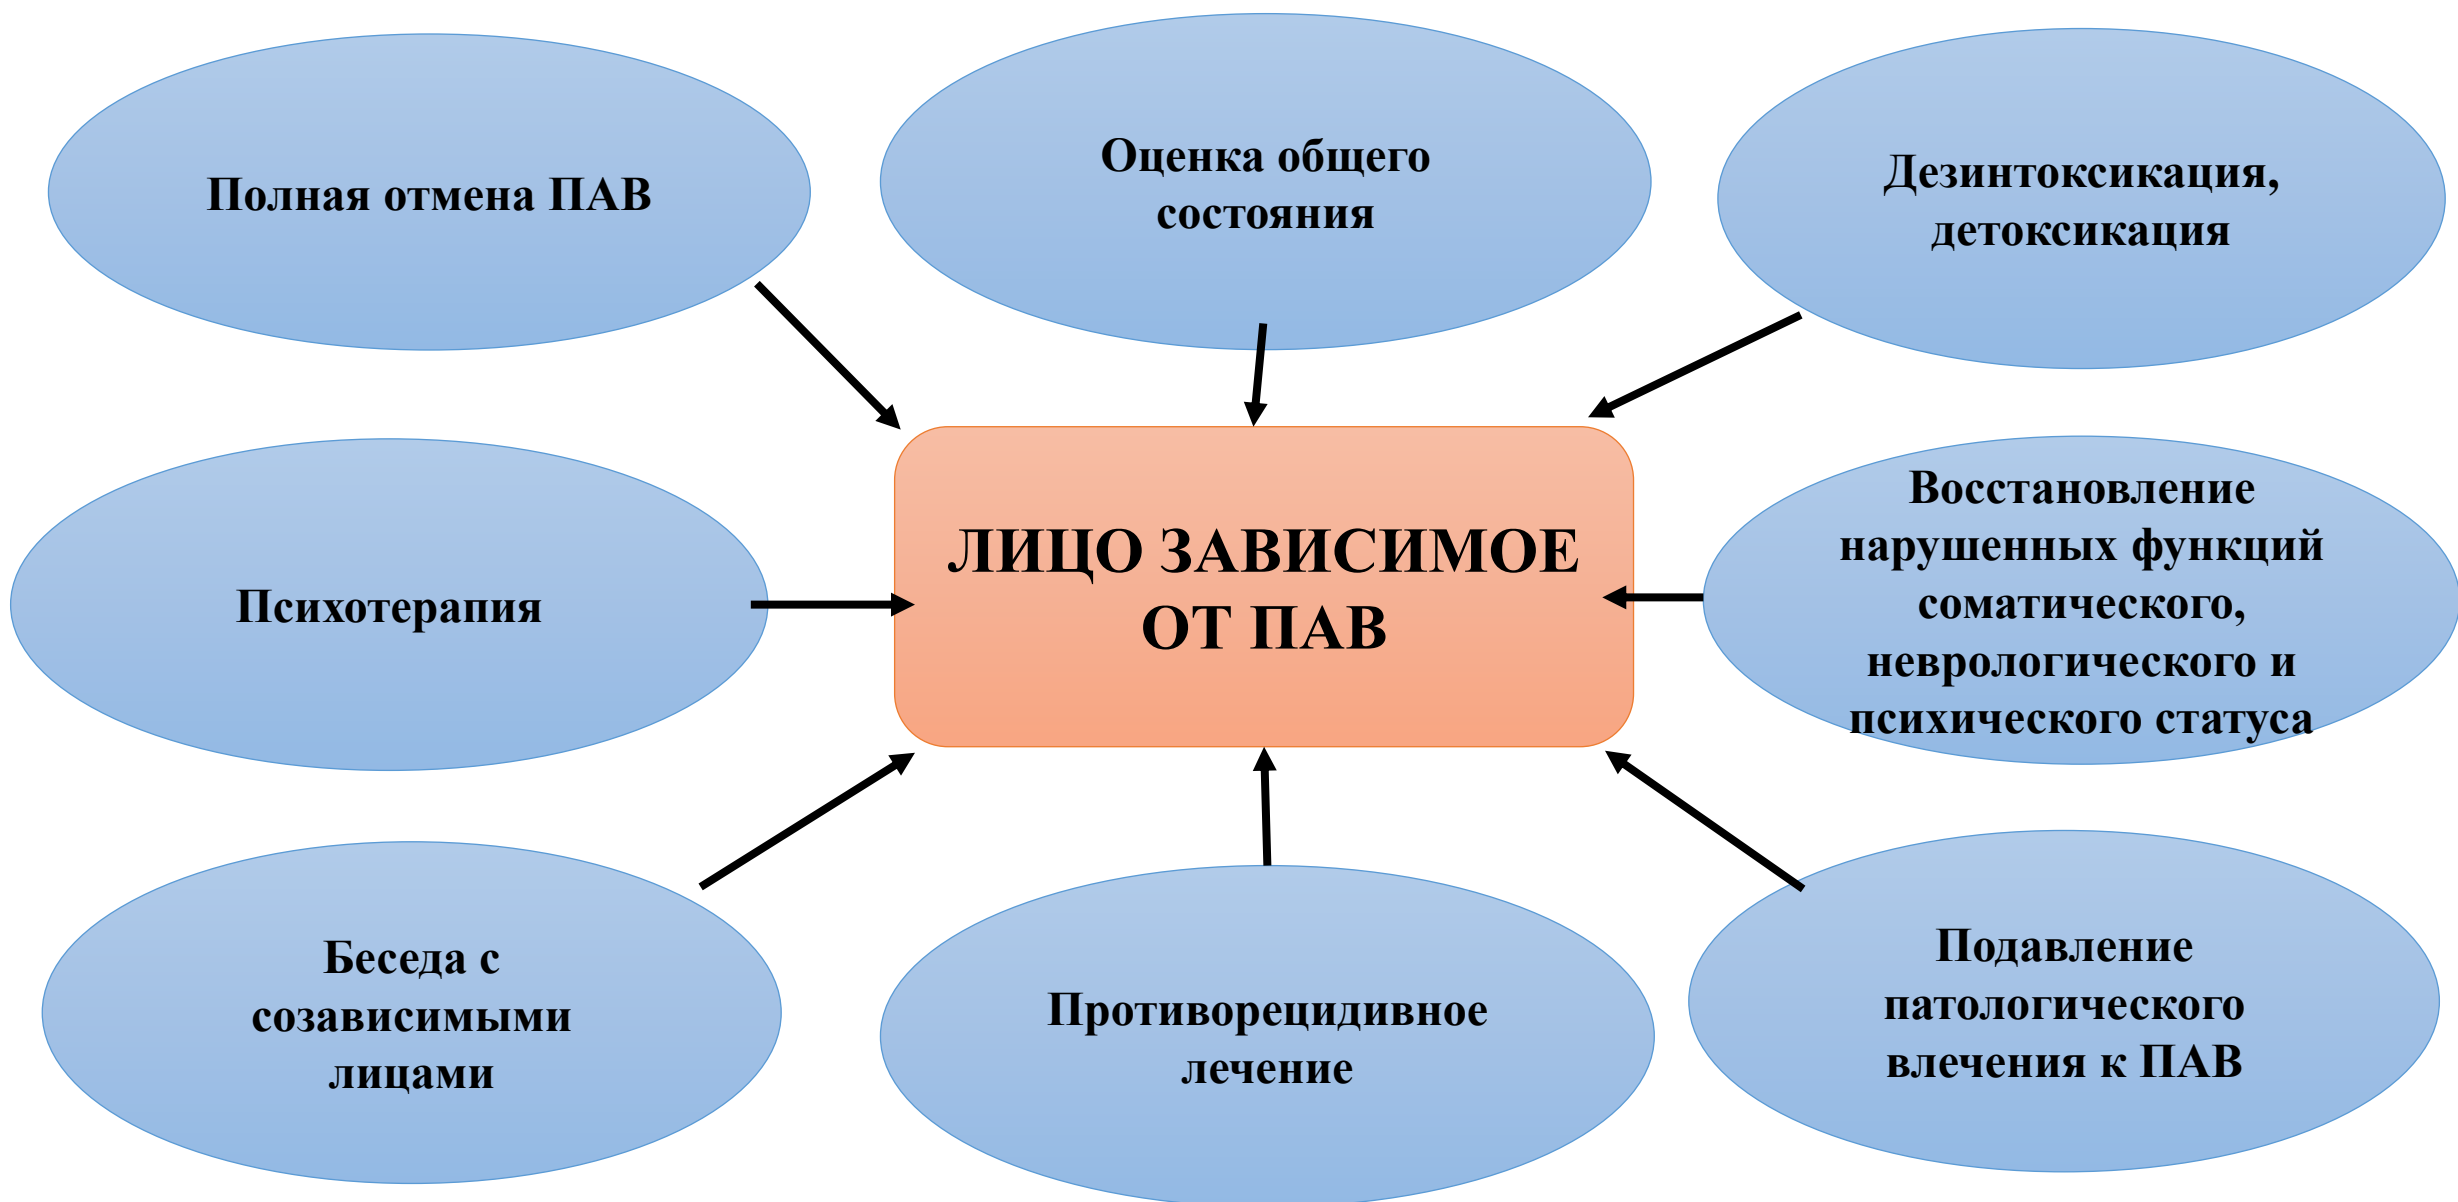 Полная отмена ПАВ
Оценка общего
состояния
Дезинтоксикация,
детоксикация
Психотерапия
ЛИЦО ЗАВИСИМОЕ
ОТ ПАВ
Восстановление
нарушенных функций
соматического,
неврологического и
психического статуса
Беседа с
созависимыми
лицами
Противорецидивное
лечение
Подавление
патологического
влечения к ПАВ